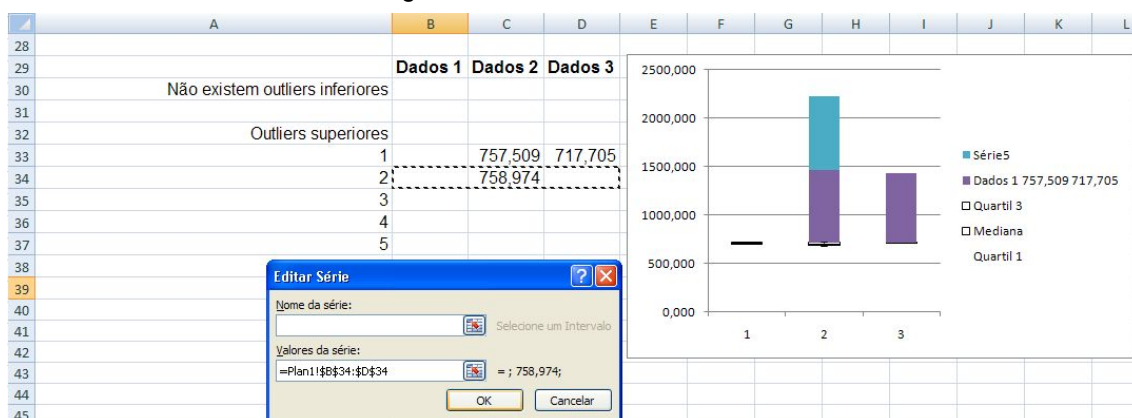 A B C D E F G H I J K L
28
29 Dados 1 Dados 2 Dados 3
30 Não existem outliers inferiores
31
32 Outliers superiores
33 1 757,509 717,705
34 2 758,974
35 3
36 4
37 5
38
39
40
41
42
43
44
45
2500,000
2000,000
1500,000
1000,000
500,000
0,000
1 2 3
Série5
Dados 1 757,509 717,705
Quartil 3
Mediana
Quartil 1
Editar Série
Nome da série:
Selecione um Intervalo
Valores da série:
=Plan1!$B$34:$D$34 = ; 758,974;
OK Cancelar